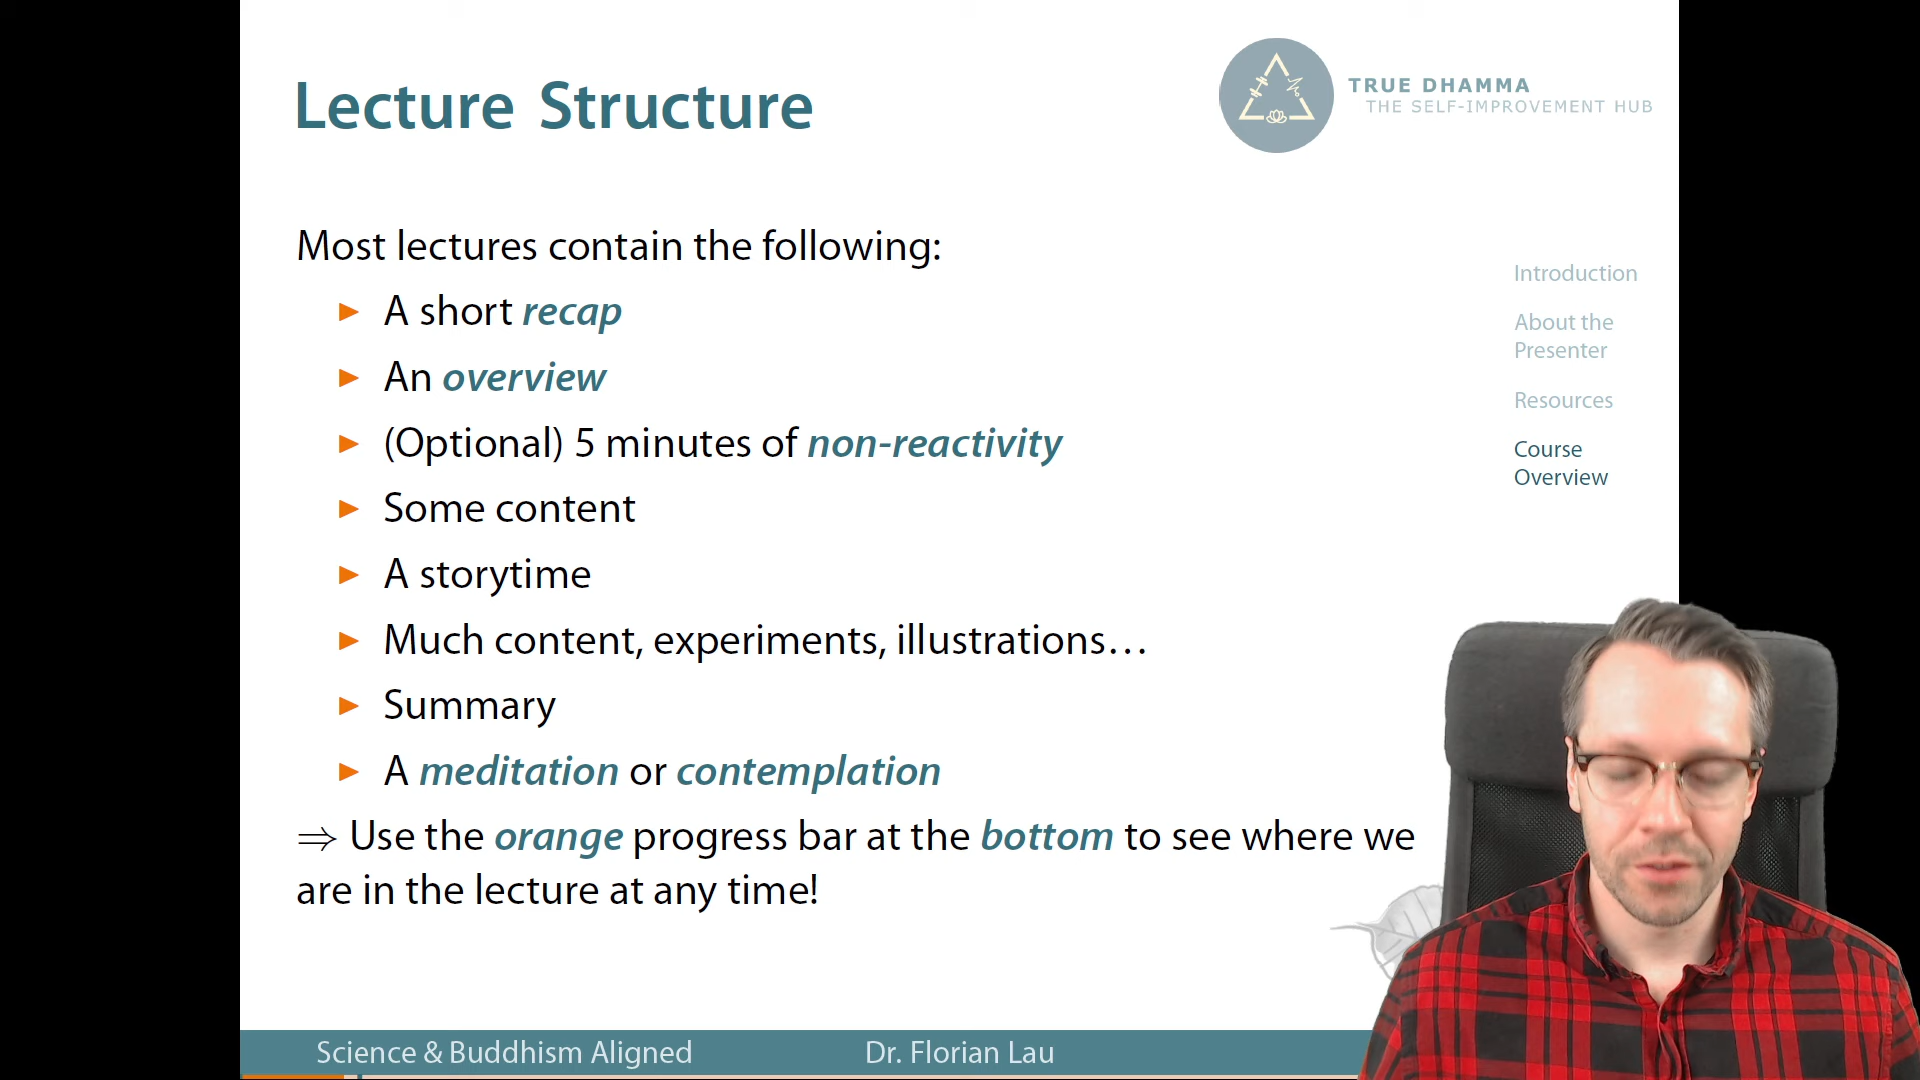 Lecture Structure
TRUE DHAMMA
THE SELF-IMPROVEMENT HUB
Most lectures contain the following:
A short recap
An overview
(Optional) 5 minutes of non-reactivity
Some content
A storytime
Much content, experiments, illustrations…
Summary
A meditation or contemplation
⇒ Use the orange progress bar at the bottom to see where we
are in the lecture at any time!
Introduction
About the
Presenter
Resources
Course
Overview
Science & Buddhism Aligned
Dr. Florian Lau